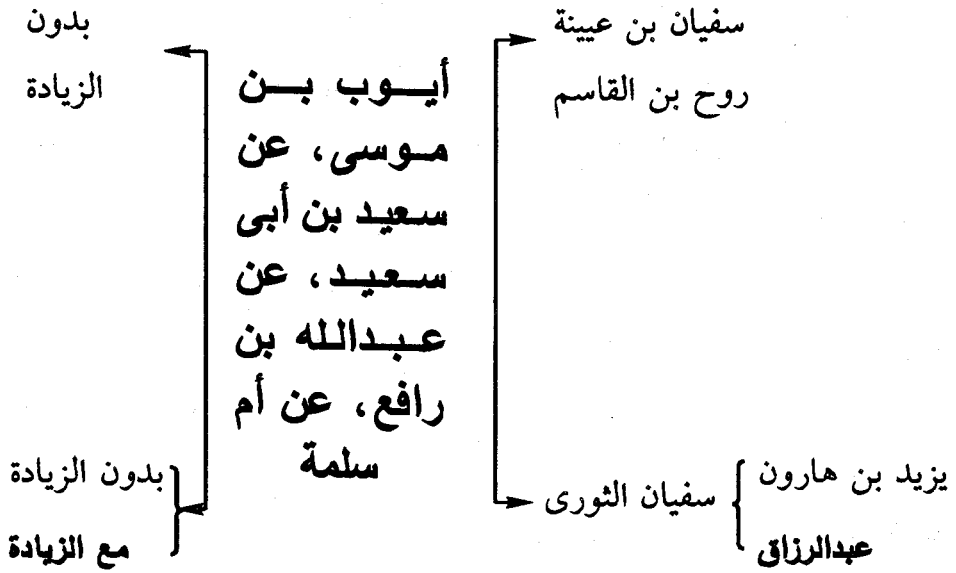 سفيان بن عيينة
روح بن القاسم
أيوب بن
موسى، عن
سعيد بن أبى
سعيد، عن
عبدالله بن
رافع، عن أم
سلمة
بدون
الزيادة
يزيد بن هارون
عبدالرزاق
سفيان الثورى
بدون الزيادة
مع الزيادة